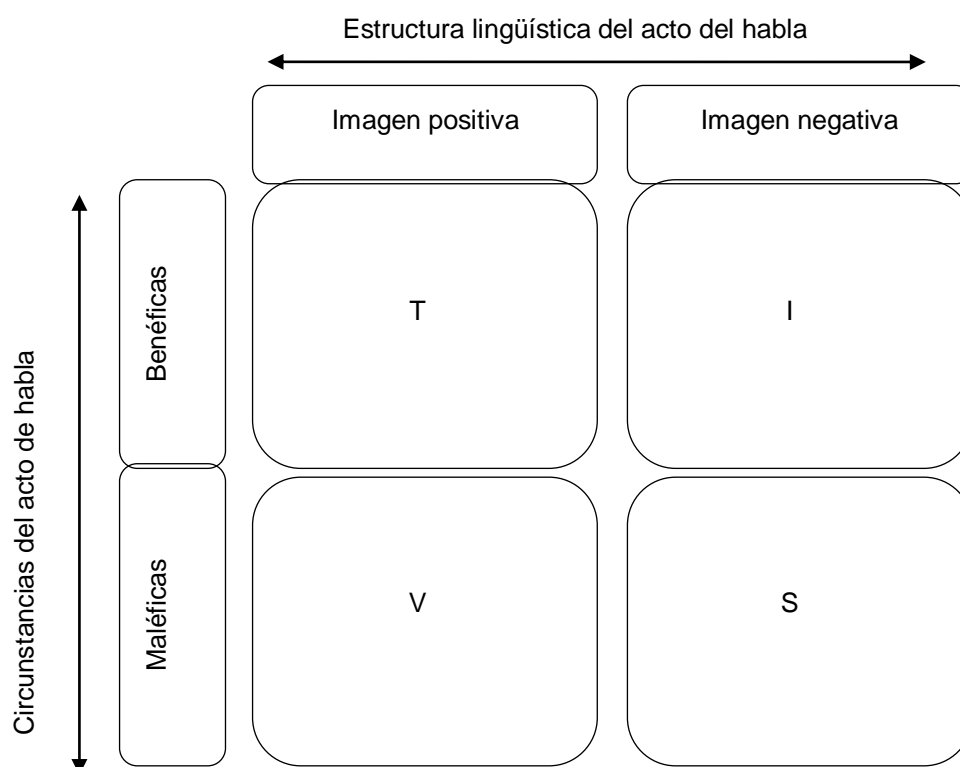 Estructura lingüística del acto del habla
Imagen positiva
Imagen negativa
Circunstancias del acto de habla
Benéficas
T
I
Maléficas
V
S